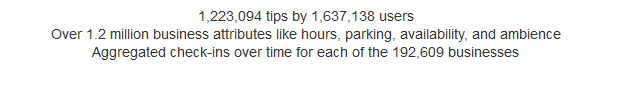 1,223,094 tips by 1,637,138 users
Over 1.2 million business attributes like hours, parking, availability, and ambience
Aggregated check-ins over time for each of the 192,609 businesses